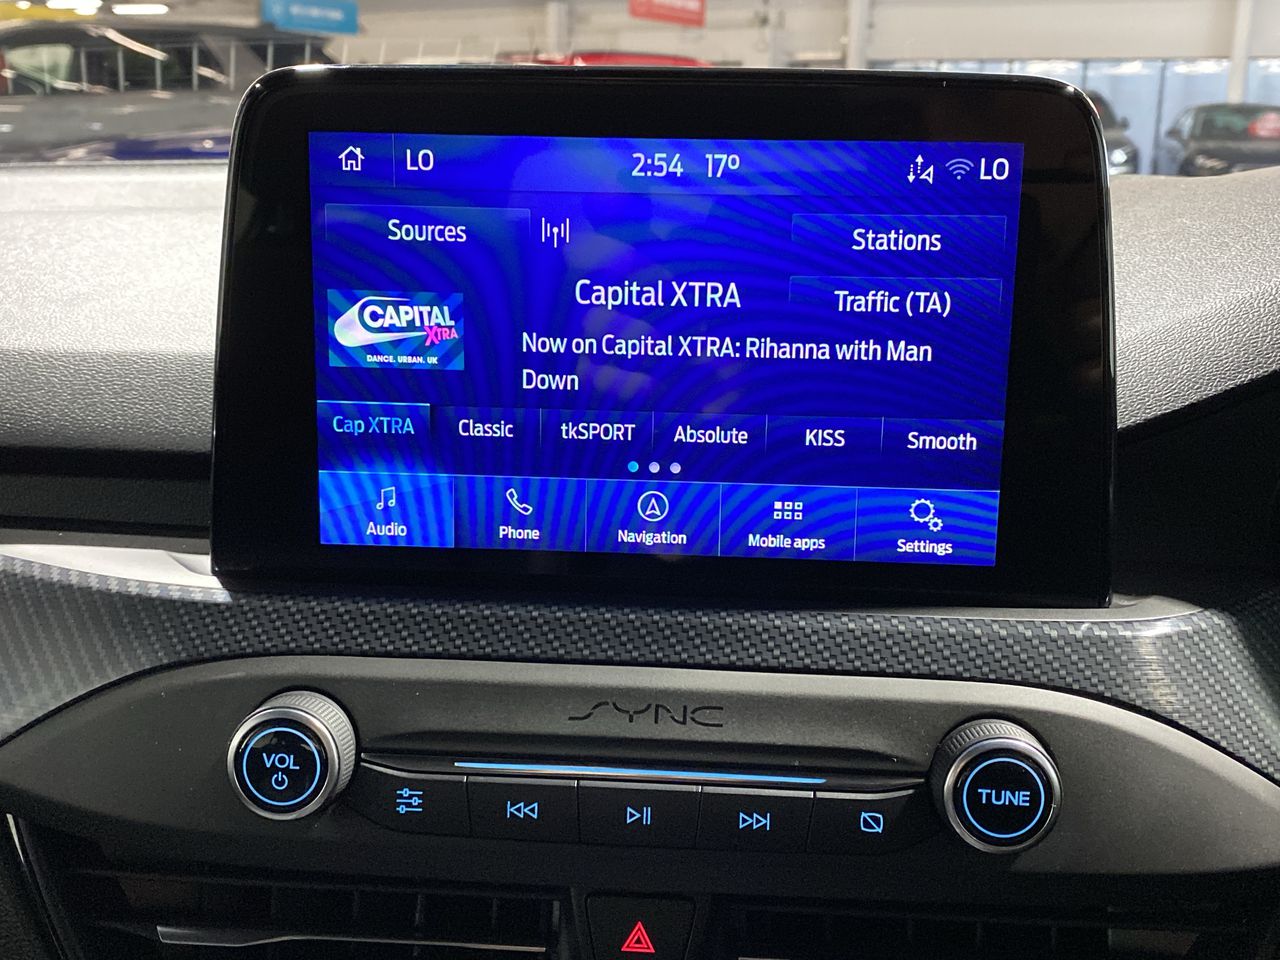 LO
2:54 17º
LO
Sources
Stations
Capital XTRA
Traffic (TA)
CAPITAL
XTRA
DANCE. URBAN. UK
Now on Capital XTRA: Rihanna with Man
Down
Cap XTRA
Classic
tkSPORT
Absolute
KISS
Smooth
Audio
Phone
Navigation
Mobile apps
Settings
SYNC
VOL
TUNE